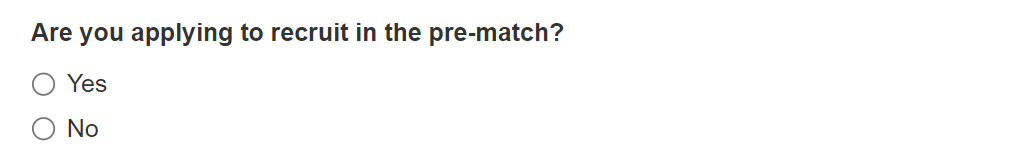 Are you applying to recruit in the pre-match?
Yes
No